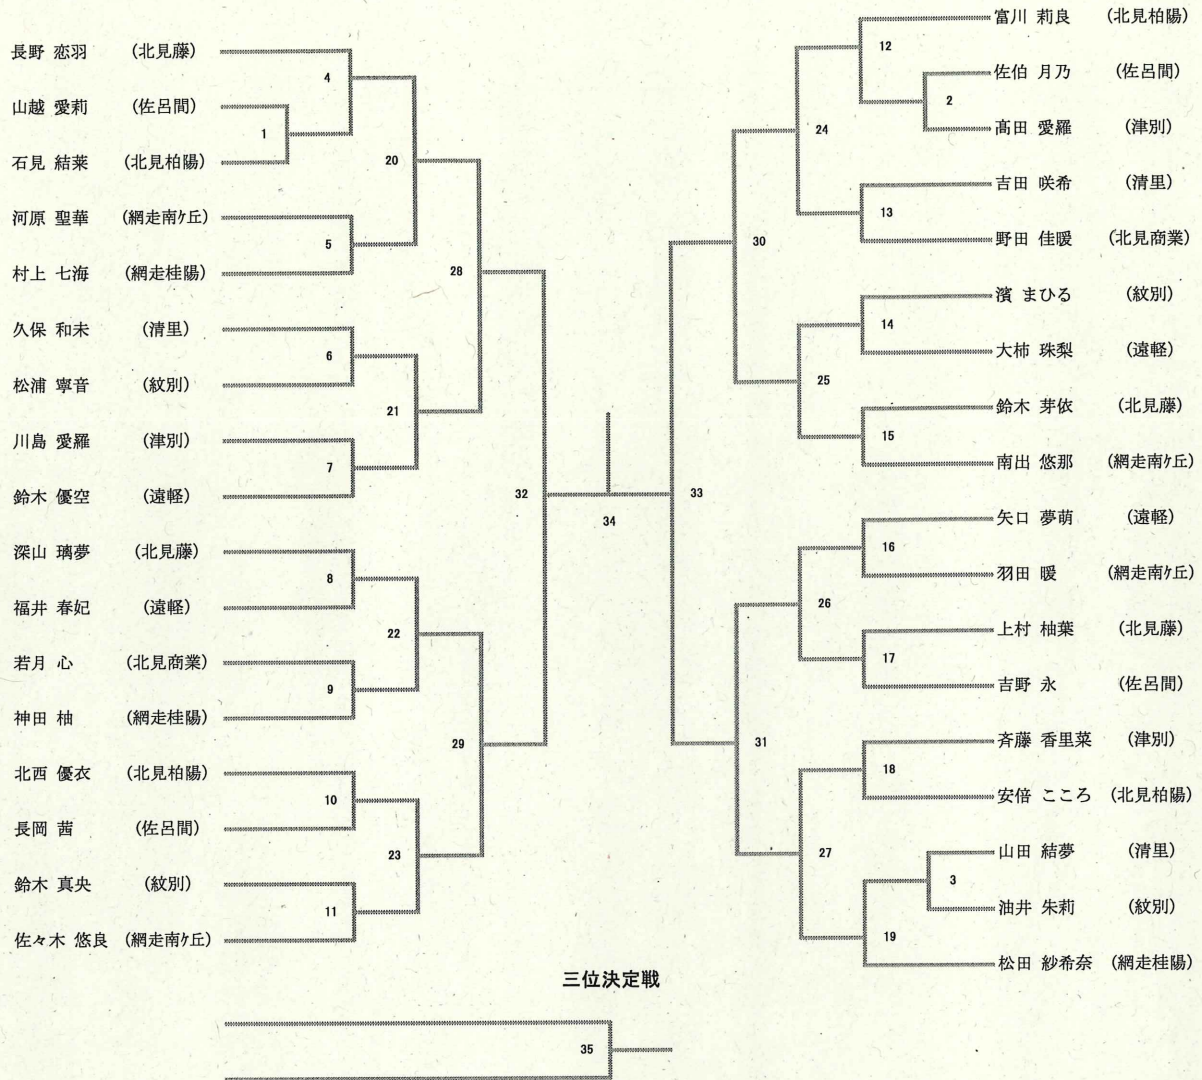 長野 恋羽 (北見藤)
山越 愛莉 (佐呂間)
石見 結菜 (北見柏陽)
河原 聖華 (網走南ケ丘)
村上 七海 (網走桂陽)
久保 和未 (清里)
松浦 寧音 (紋別)
川島 愛羅 (津別)
鈴木 優空 (遠軽)
深山 璃夢 (北見藤)
福井 春妃 (遠軽)
若月 心 (北見商業)
神田 柚 (網走桂陽)
北西 優衣 (北見柏陽)
長岡 茜 (佐呂間)
鈴木 真央 (紋別)
佐々木 悠良 (網走南ケ丘)
4
1
20
5
28
6
21
7
32
8
22
9
29
10
23
11
34
33
12
2
24
13
30
14
25
15
16
26
17
31
18
27
3
19
富川 莉良 (北見柏陽)
佐伯 月乃 (佐呂間)
髙田 愛羅 (津別)
吉田 咲希 (清里)
野田 佳暖 (北見商業)
濱 まひる (紋別)
大柿 珠梨 (遠軽)
鈴木 芽依 (北見藤)
南出 悠那 (網走南ケ丘)
矢口 夢萌 (遠軽)
羽田 暖 (網走南ケ丘)
上村 柚葉 (北見藤)
吉野 永 (佐呂間)
斉藤 香里菜 (津別)
安倍 こころ (北見柏陽)
山田 結夢 (清里)
油井 朱莉 (紋別)
松田 紗希奈 (網走桂陽)
三位決定戦
35